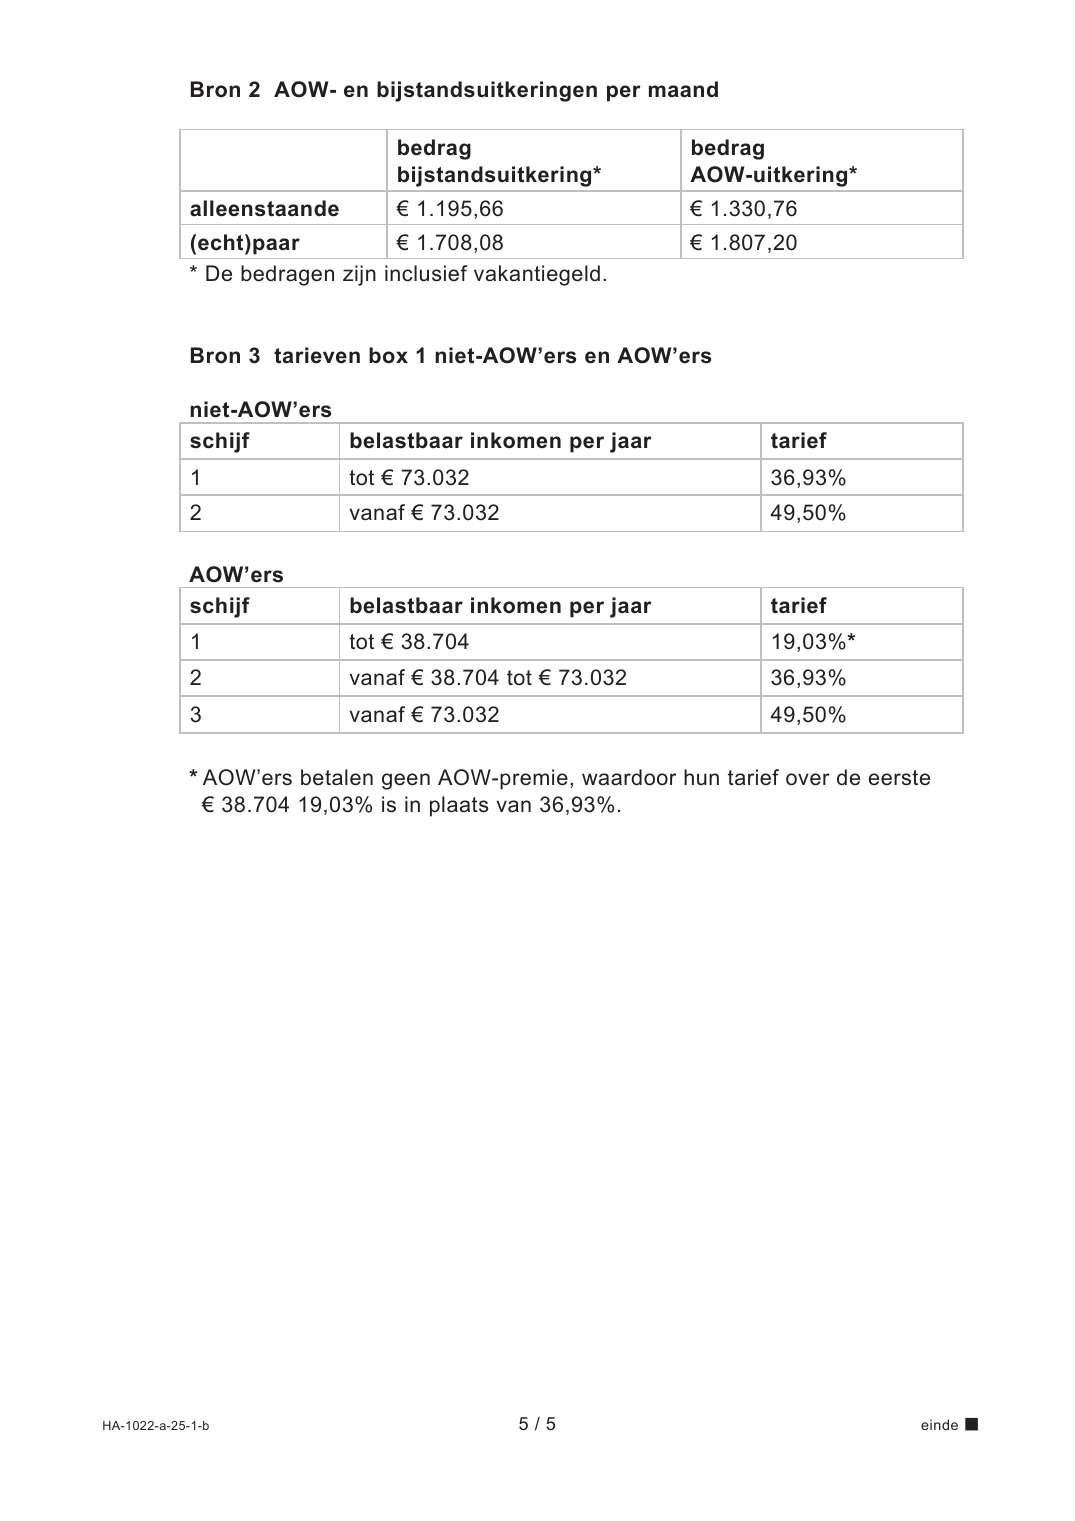 Bron 2 AOW- en bijstandsuitkeringen per maand
bedrag bijstandsuitkering* bedrag AOW-uitkering*
alleenstaande € 1.195,66 € 1.330,76
(echt)paar € 1.708,08 € 1.807,20
* De bedragen zijn inclusief vakantiegeld.
Bron 3 tarieven box 1 niet-AOW’ers en AOW’ers
niet-AOW’ers
schijf belastbaar inkomen per jaar tarief
1 tot € 73.032 36,93%
2 vanaf € 73.032 49,50%
AOW’ers
schijf belastbaar inkomen per jaar tarief
1 tot € 38.704 19,03%*
2 vanaf € 38.704 tot € 73.032 36,93%
3 vanaf € 73.032 49,50%
* AOW’ers betalen geen AOW-premie, waardoor hun tarief over de eerste
€ 38.704 19,03% is in plaats van 36,93%.
HA-1022-a-25-1-b 5 / 5 einde ■